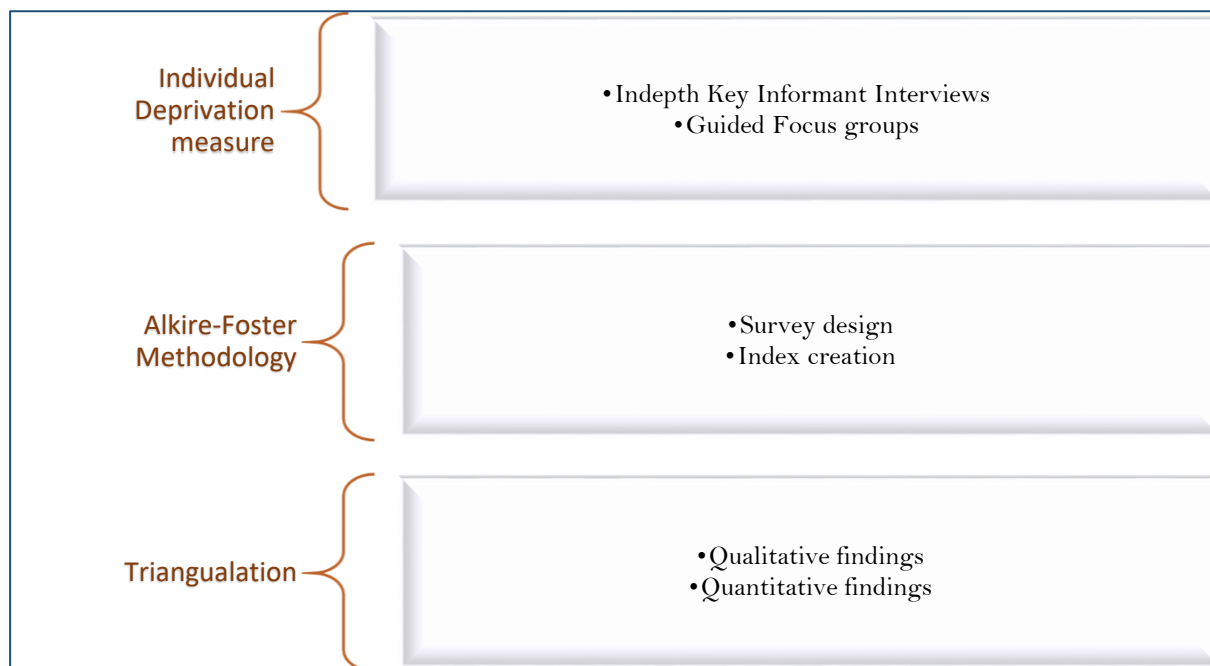 Individual
Deprivation
measure
•Indepth Key Informant Interviews
•Guided Focus groups
Alkire-Foster
Methodology
•Survey design
•Index creation
Triangualation
•Qualitative findings
•Quantitative findings